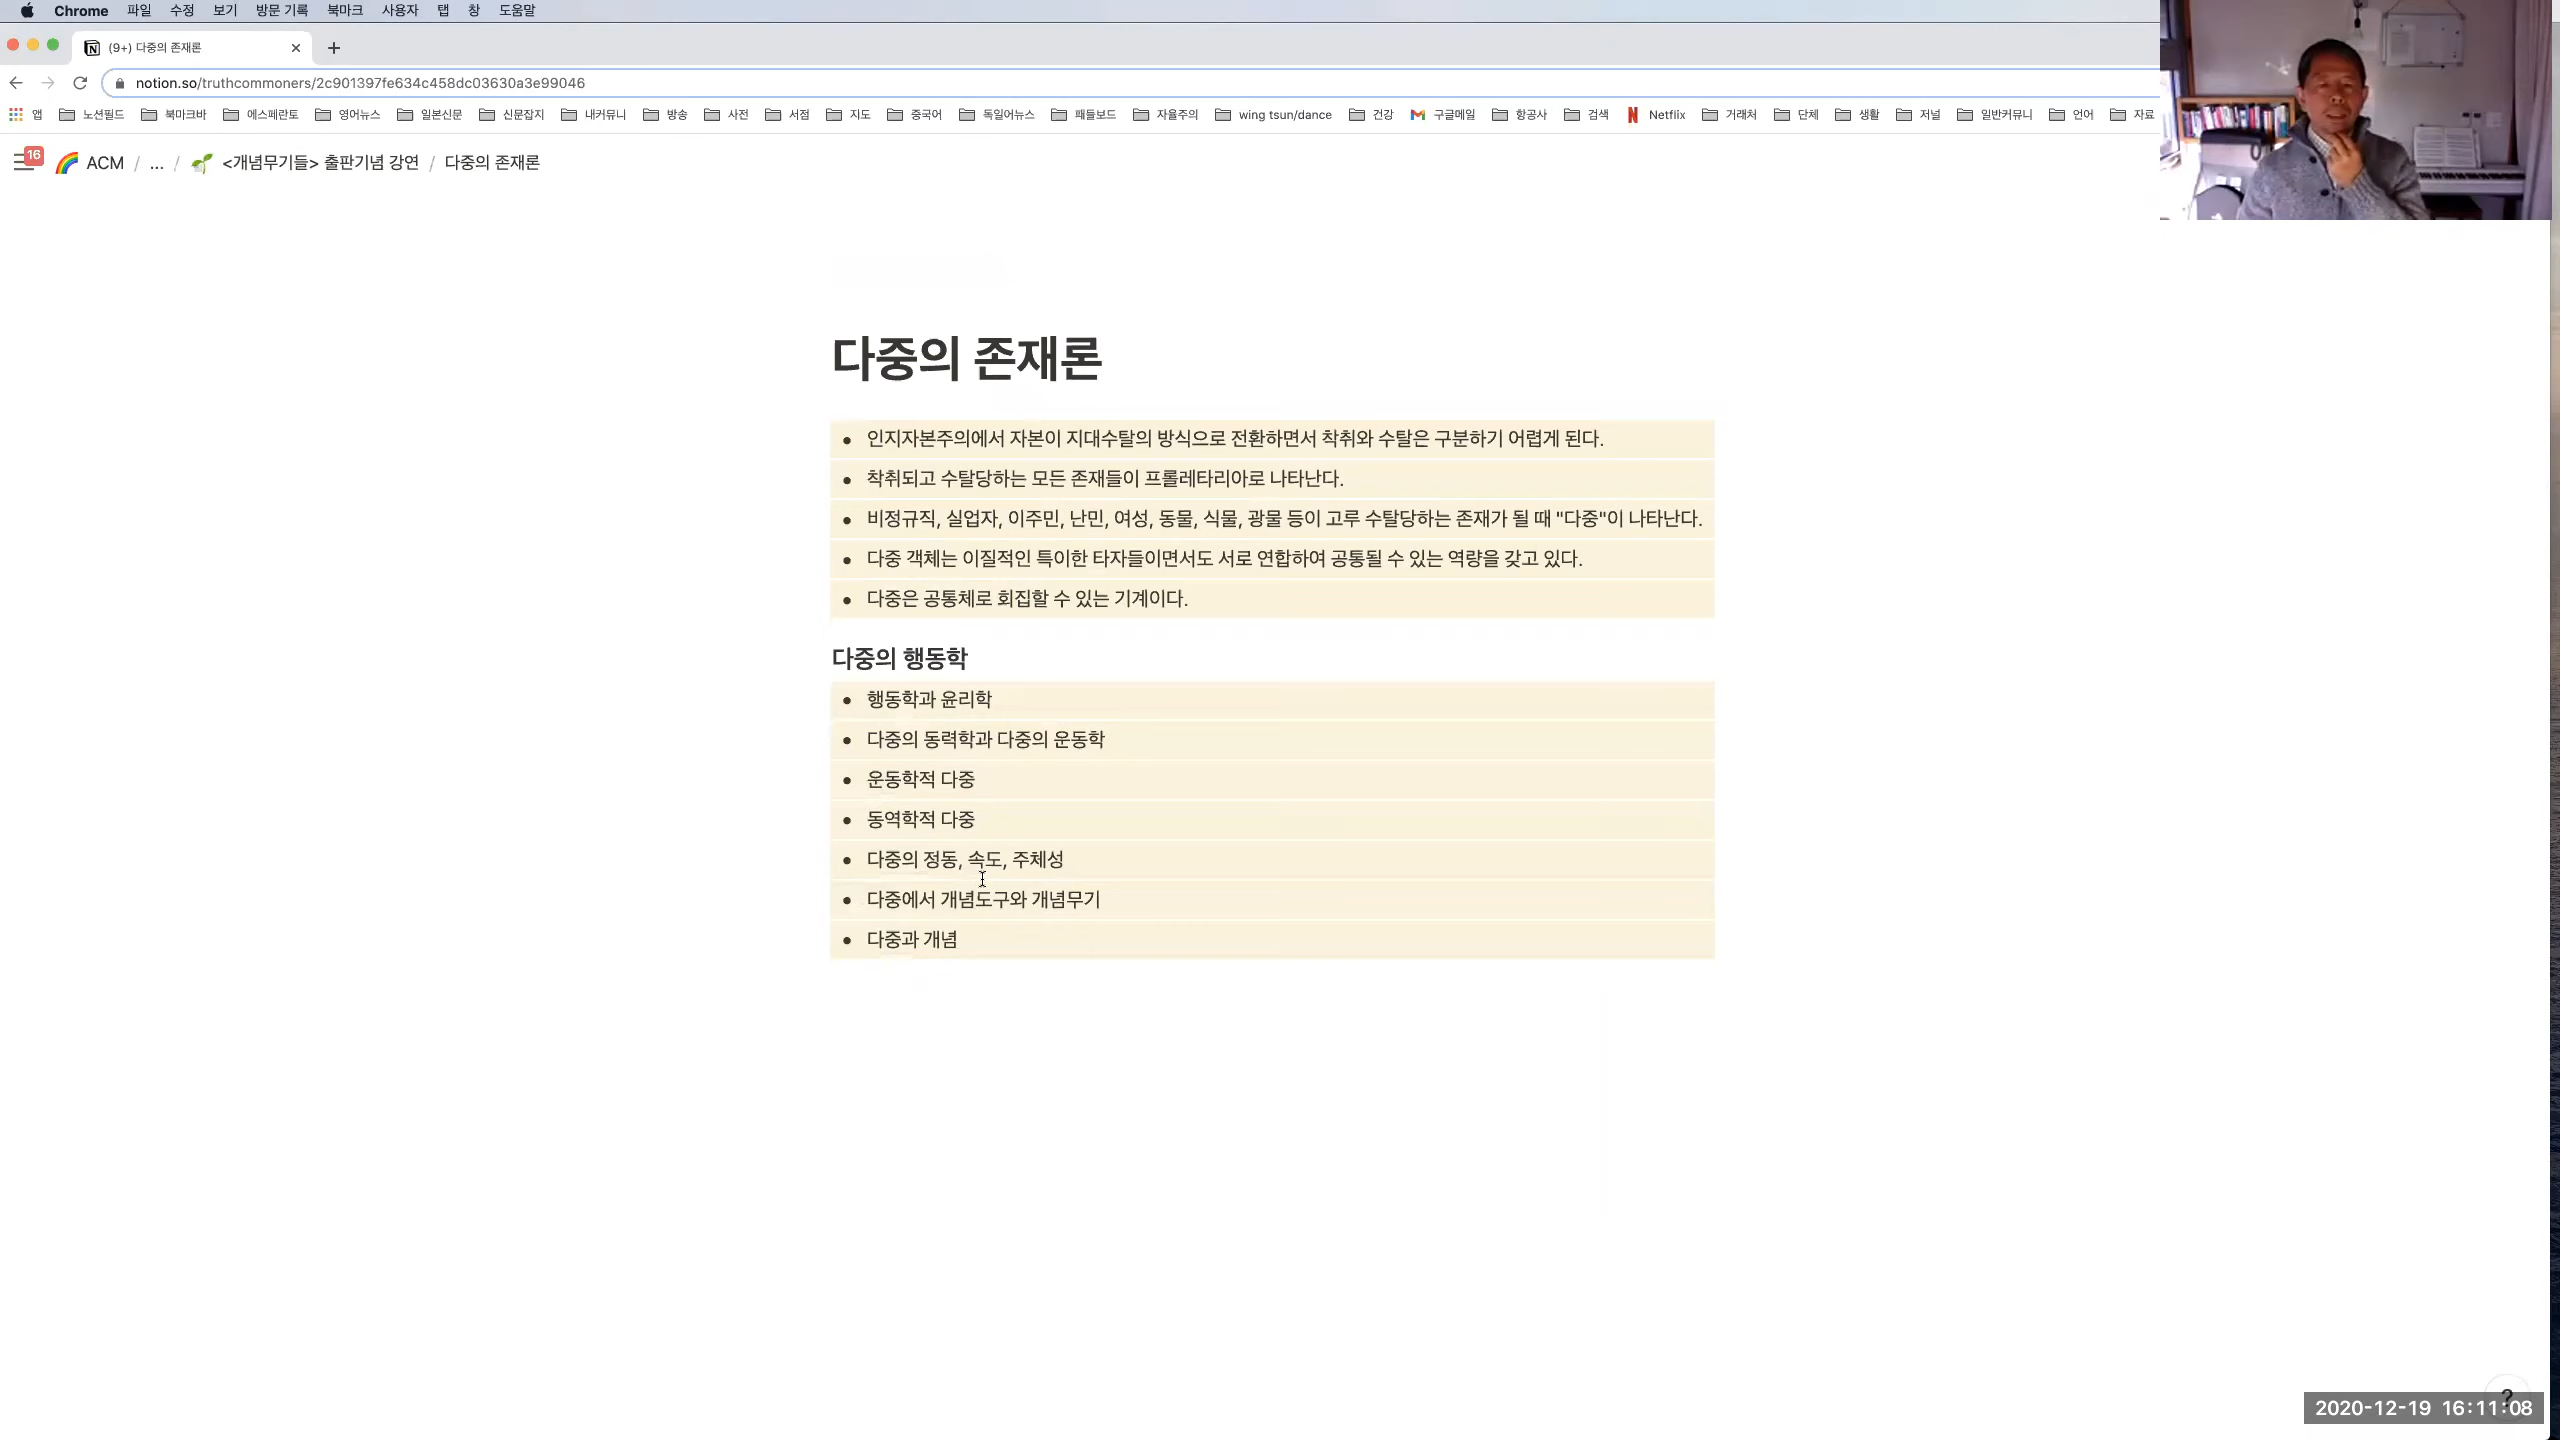 Chrome 파일 수정 보기 방문 기록 북마크 사용자 탭 창 도움말
(9+) 다중의 존재론
notion.so/truthcommoners/2c901397fe634c458dc03630a3e99046
앱 노션필드 북마크바 에스페란토 영어뉴스 일본신문 신문잡지 내커뮤니 방송 사전 서점 지도 중국어 독일어뉴스 패들보드 자율주의 wing tsun/dance 건강 구글메일 항공사 검색 Netflix 거래처 단체 생활 저널 일반커뮤니 언어 자료
16 ACM / ... / <개념무기들> 출판기념 강연 / 다중의 존재론
다중의 존재론
• 인지자본주의에서 자본이 지대수탈의 방식으로 전환하면서 착취와 수탈은 구분하기 어렵게 된다.
• 착취되고 수탈당하는 모든 존재들이 프롤레타리아로 나타난다.
• 비정규직, 실업자, 이주민, 난민, 여성, 동물, 식물, 광물 등이 고루 수탈당하는 존재가 될 때 "다중"이 나타난다.
• 다중 객체는 이질적인 특이한 타자들이면서도 서로 연합하여 공통될 수 있는 역량을 갖고 있다.
• 다중은 공통체로 회집할 수 있는 기계이다.
다중의 행동학
• 행동학과 윤리학
• 다중의 동력학과 다중의 운동학
• 운동학적 다중
• 동역학적 다중
• 다중의 정동, 속도, 주체성
• 다중에서 개념도구와 개념무기
• 다중과 개념
?
2020-12-19 16:11:08